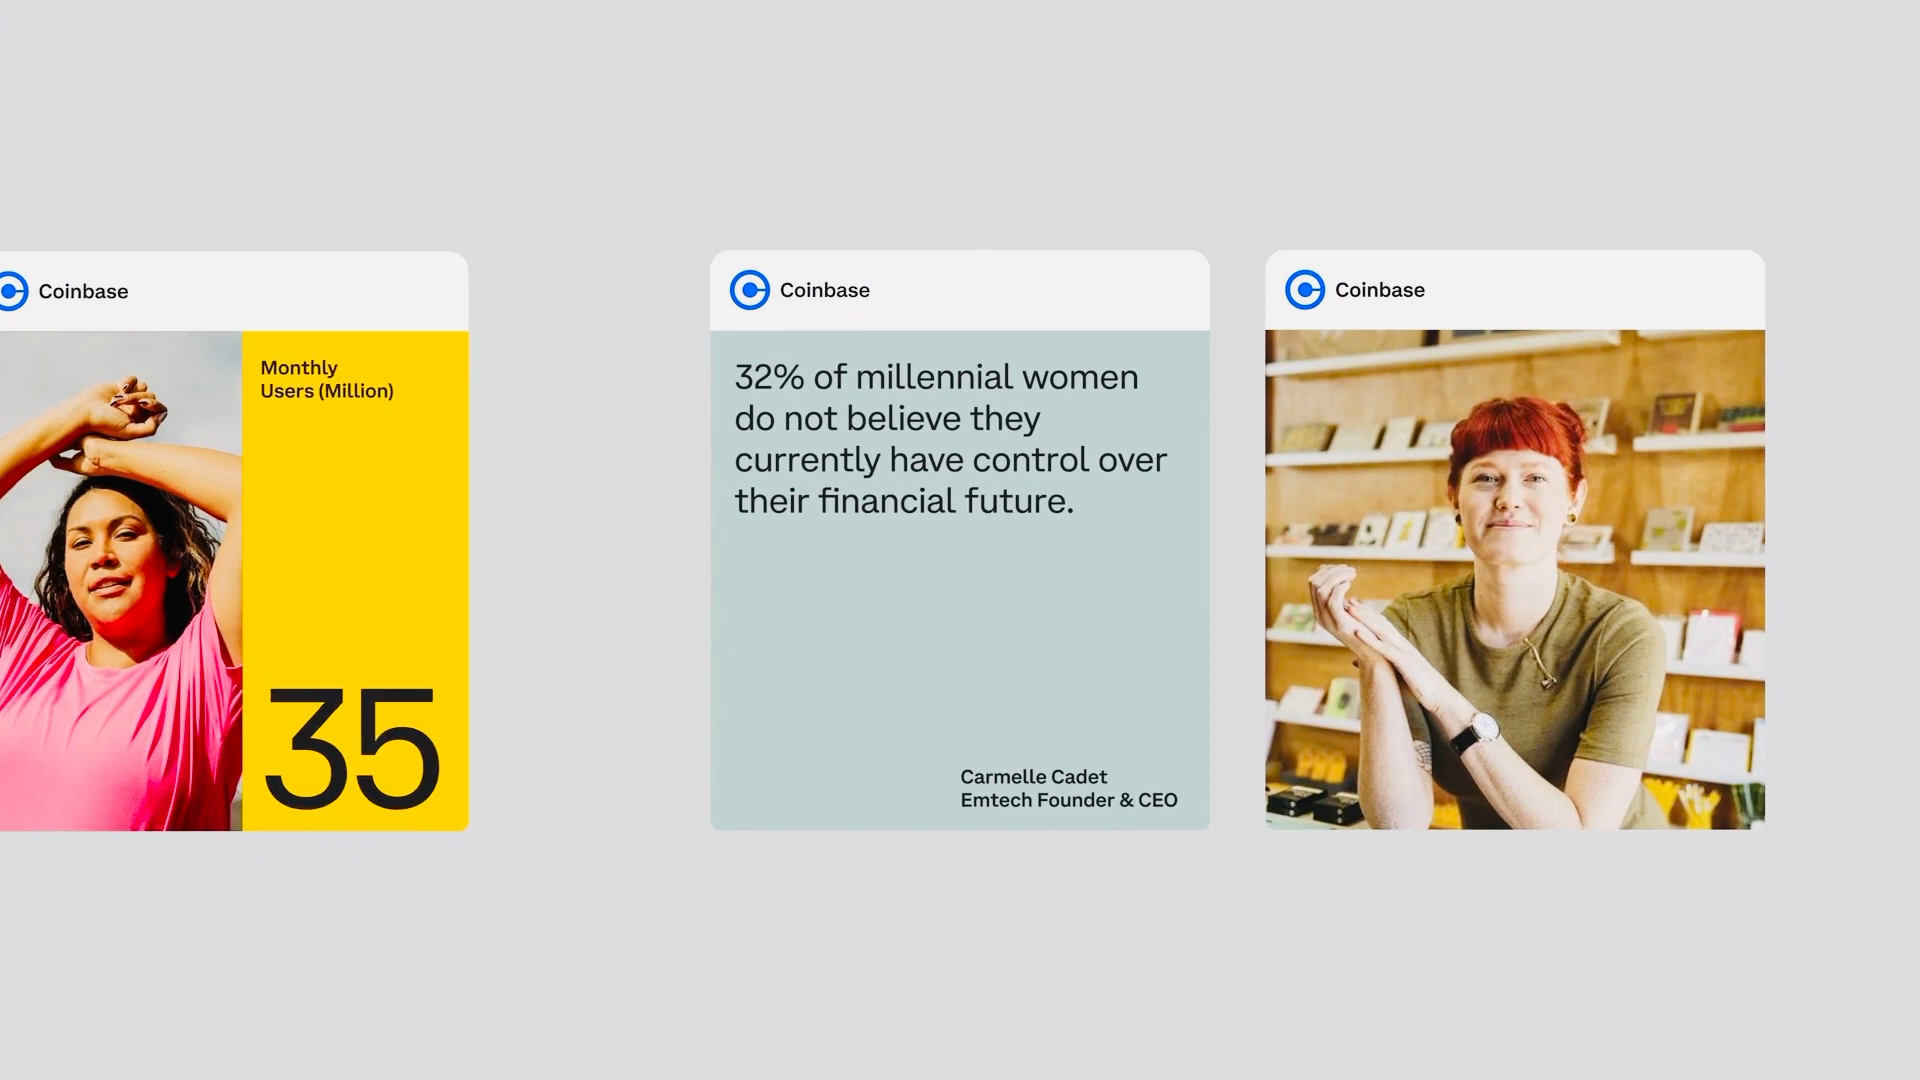 Coinbase
Monthly
Users (Million)
35
Coinbase
32% of millennial women
do not believe they
currently have control over
their financial future.
Carmelle Cadet
Emtech Founder & CEO
Coinbase